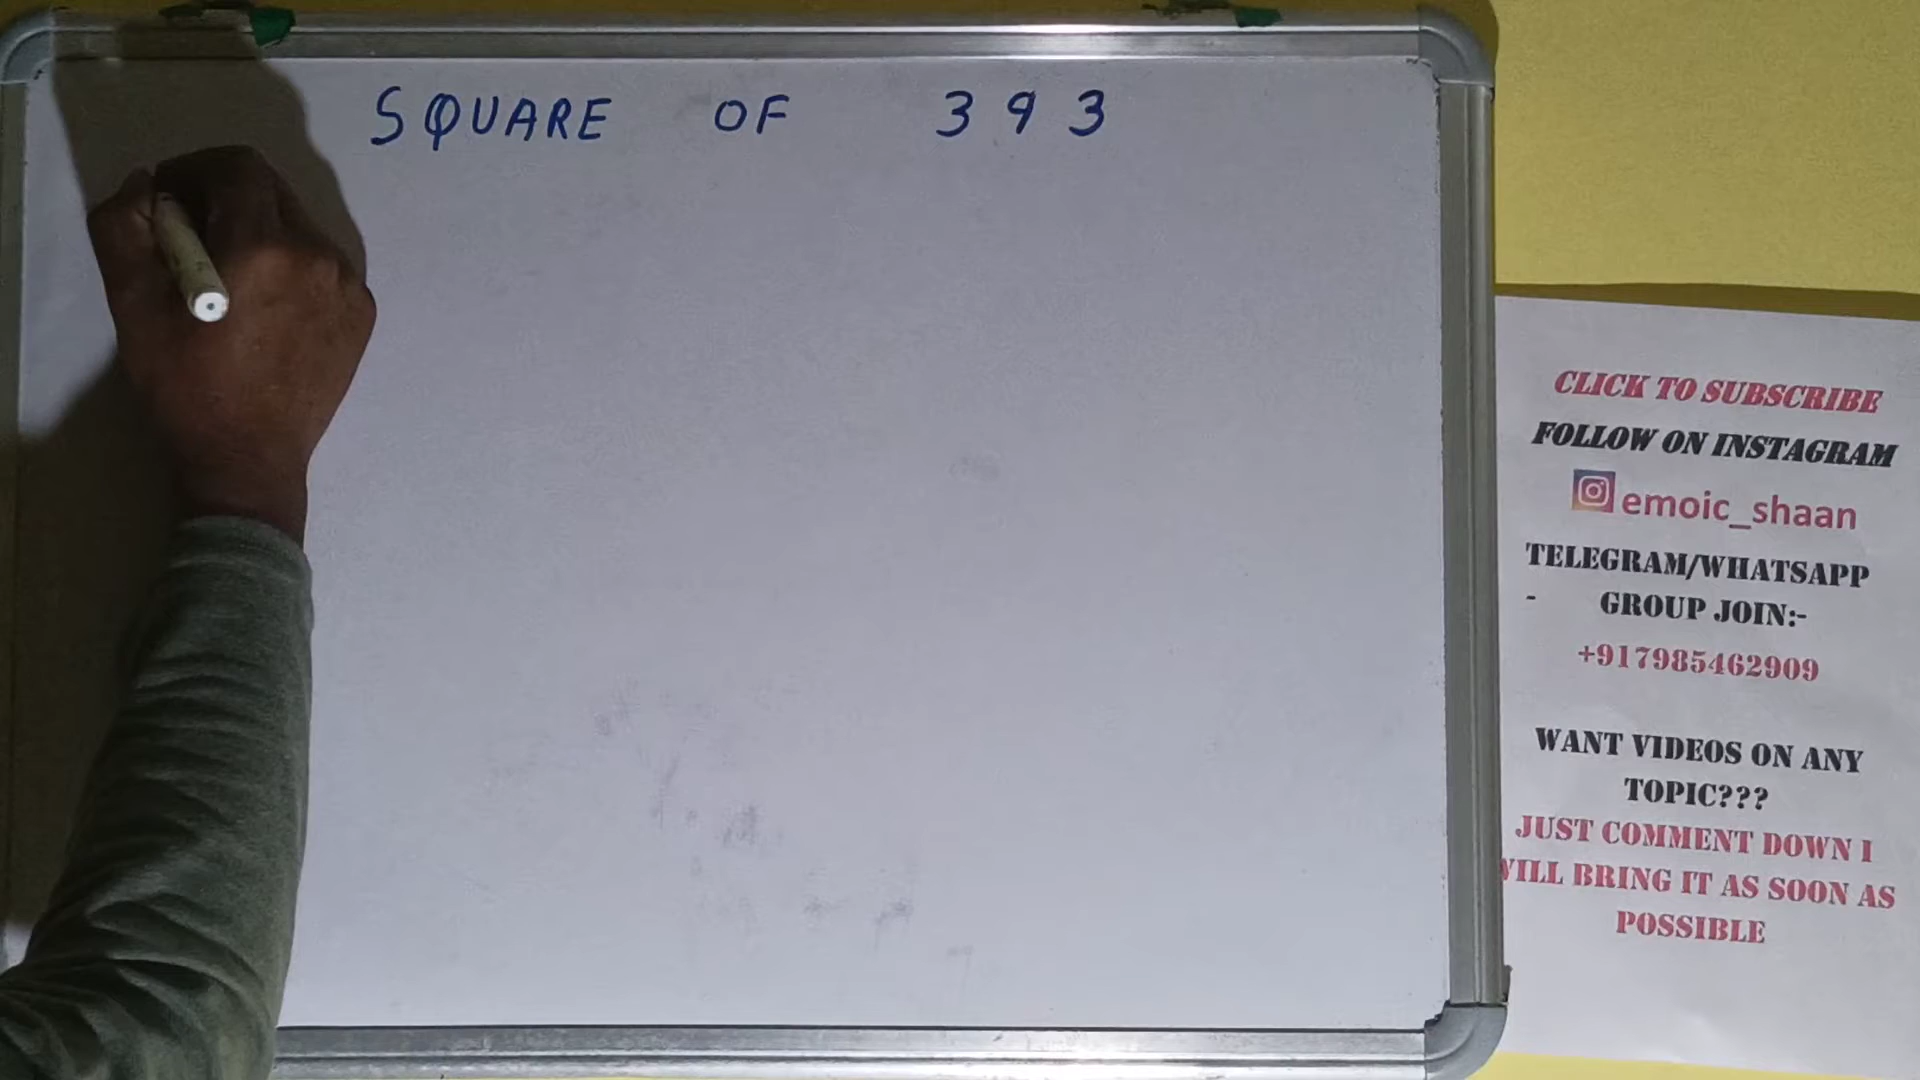 SQUARE OF 393
CLICK TO SUBSCRIBE
FOLLOW ON INSTAGRAM
emoic_shaan
TELEGRAM/WHATSAPP
- GROUP JOIN:-
+917985462909
WANT VIDEOS ON ANY
TOPIC???
JUST COMMENT DOWN I
WILL BRING IT AS SOON AS
POSSIBLE